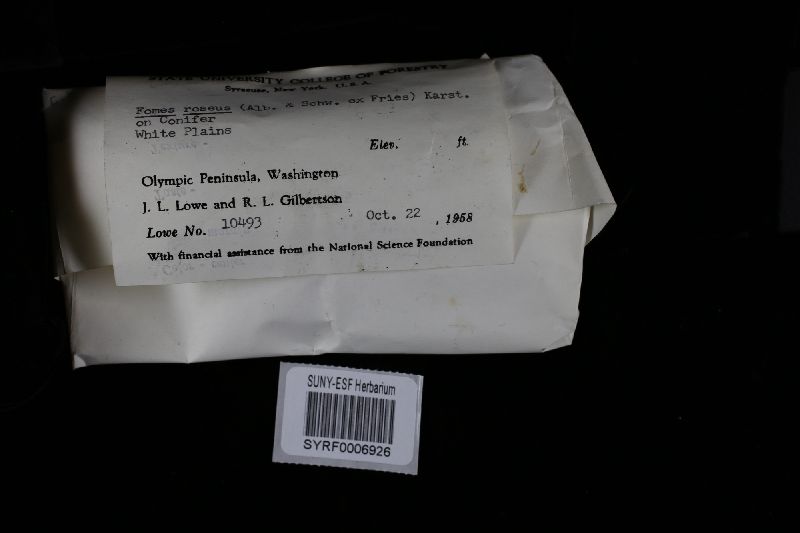 STATE UNIVERSITY COLLEGE OF FORESTRY
Syracuse, New York, U.S.A.
Fomes roseus (Alb. & Schw. ex Fries) Karst.
on Conifer
White Plains
Elev. ft.
Olympic Peninsula, Washington
J. L. Lowe and R. L. Gilbertson
Lowe No. 10493 Oct. 22, 1958
With financial assistance from the National Science Foundation
SUNY-ESF Herbarium
SYRF0006926